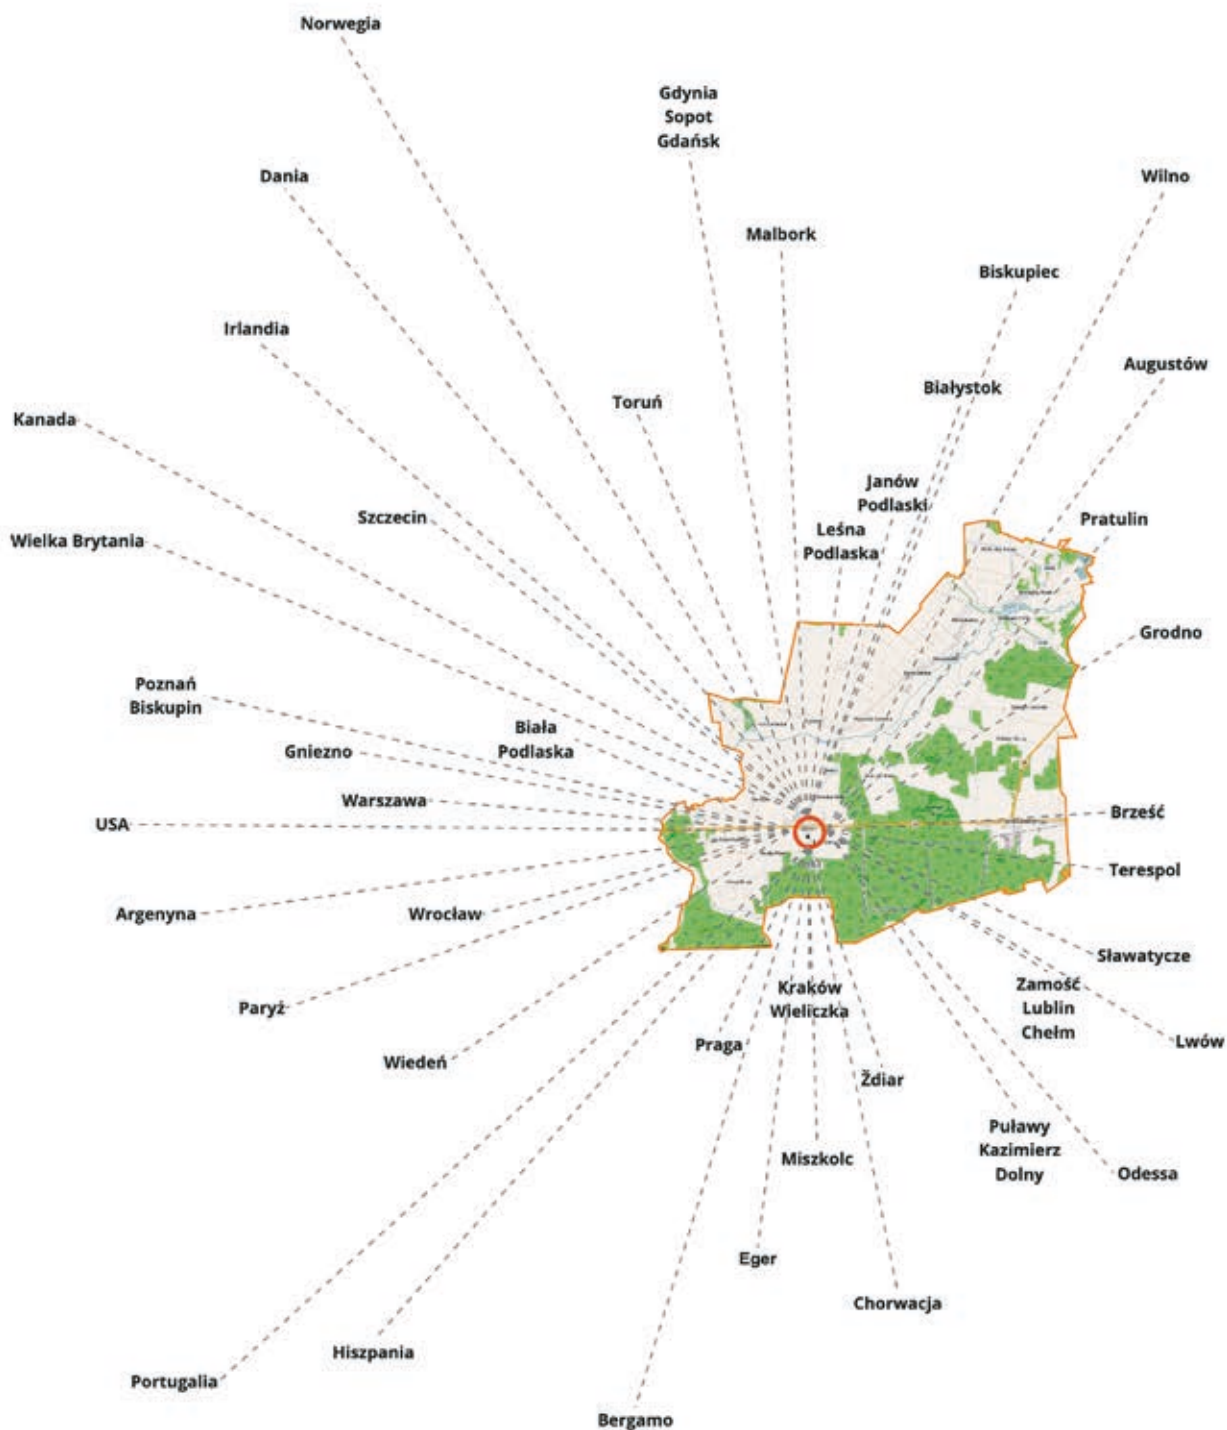 Norwegia
Gdynia
Sopot
Gdańsk
Dania
Wilno
Malbork
Biskupiec
Irlandia
Augustów
Białystok
Toruń
Kanada
Janów
Podlaski
Szczecin
Pratulin
Leśna
Podlaska
Wielka Brytania
Grodno
Poznań
Biskupin
Biała
Podlaska
Gniezno
Warszawa
USA
Brześć
Terespol
Argenyna
Wrocław
Sławatycze
Kraków
Wieliczka
Zamość
Lublin
Chełm
Paryż
Praga
Lwów
Wiedeń
Ždiar
Puławy
Kazimierz
Dolny
Miszkolc
Odessa
Eger
Chorwacja
Hiszpania
Portugalia
Bergamo